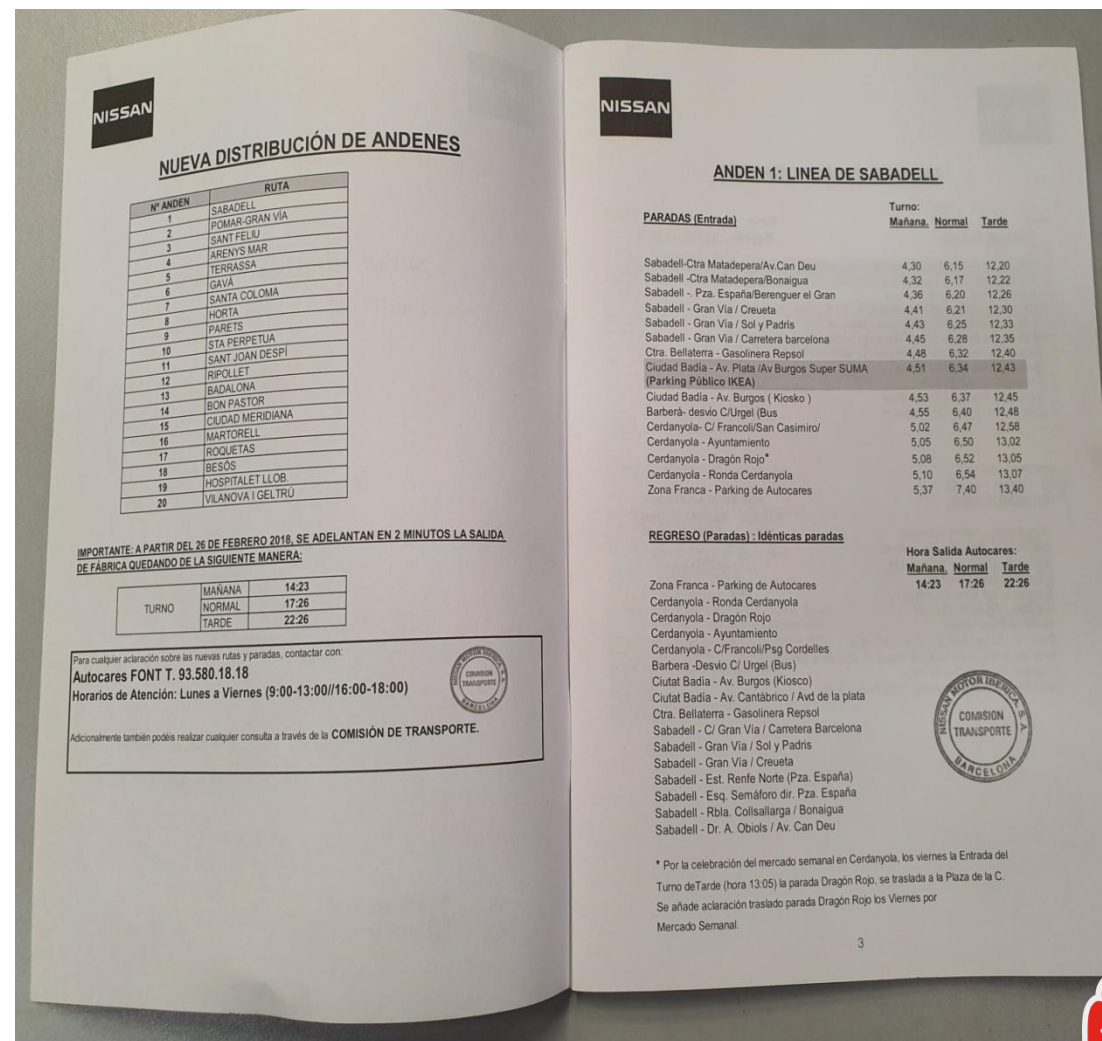 NISSAN
NUEVA DISTRIBUCIÓN DE ANDENES
Nº ANDEN RUTA
1 SABADELL
2 POMAR-GRAN VÍA
3 SANT FELIU
4 ARENYS MAR
5 TERRASSA
6 GAVÁ
7 SANTA COLOMA
8 HORTA
9 PARETS
10 STA PERPETUA
11 SANT JOAN DESPÍ
12 RIPOLLET
13 BADALONA
14 BON PASTOR
15 CIUDAD MERIDIANA
16 MARTORELL
17 ROQUETAS
18 BESÓS
19 HOSPITALET LLOB.
20 VILANOVA I GELTRÚ
IMPORTANTE: A PARTIR DEL 26 DE FEBRERO 2018, SE ADELANTAN EN 2 MINUTOS LA SALIDA
DE FÁBRICA QUEDANDO DE LA SIGUIENTE MANERA:
TURNO
MAÑANA 14:23
NORMAL 17:26
TARDE 22:26
Para cualquier aclaración sobre las nuevas rutas y paradas, contactar con:
Autocares FONT T. 93.580.18.18
Horarios de Atención: Lunes a Viernes (9:00-13:00//16:00-18:00)
Adicionalmente también podéis realizar cualquier consulta a través de la COMISIÓN DE TRANSPORTE.
NISSAN MOTOR IBERICA, S.A.
COMISION
TRANSPORTE
BARCELONA
NISSAN
ANDEN 1: LINEA DE SABADELL
Turno:
PARADAS (Entrada) Mañana. Normal Tarde
Sabadell-Ctra Matadepera/Av.Can Deu 4,30 6,15 12,20
Sabadell -Ctra Matadepera/Bonaigua 4,32 6,17 12,22
Sabadell -. Pza. España/Berenguer el Gran 4,36 6,20 12,26
Sabadell - Gran Via / Creueta 4,41 6,21 12,30
Sabadell - Gran Via / Sol y Padris 4,43 6,25 12,33
Sabadell - Gran Via / Carretera barcelona 4,45 6,28 12,35
Ctra. Bellaterra - Gasolinera Repsol 4,48 6,32 12,40
Ciudad Badia - Av. Plata /Av Burgos Super SUMA 4,51 6,34 12,43
(Parking Público IKEA)
Ciudad Badia - Av. Burgos ( Kiosko ) 4,53 6,37 12,45
Barberá- desvio C/Urgel (Bus 4,55 6,40 12,48
Cerdanyola- C/ Francoli/San Casimiro/ 5,02 6,47 12,58
Cerdanyola - Ayuntamiento 5,05 6,50 13,02
Cerdanyola - Dragón Rojo* 5,08 6,52 13,05
Cerdanyola - Ronda Cerdanyola 5,10 6,54 13,07
Zona Franca - Parking de Autocares 5,37 7,40 13,40
REGRESO (Paradas) : Idénticas paradas
Hora Salida Autocares:
Mañana. Normal Tarde
Zona Franca - Parking de Autocares 14:23 17:26 22:26
Cerdanyola - Ronda Cerdanyola
Cerdanyola - Dragón Rojo
Cerdanyola - Ayuntamiento
Cerdanyola - C/Francoli/Psg Cordelles
Barbera -Desvio C/ Urgel (Bus)
Ciutat Badia - Av. Burgos (Kiosco)
Ciutat Badia - Av. Cantábrico / Avd de la plata
Ctra. Bellaterra - Gasolinera Repsol
Sabadell - C/ Gran Vía / Carretera Barcelona
Sabadell - Gran Via / Sol y Padris
Sabadell - Gran Via / Creueta
Sabadell - Est. Renfe Norte (Pza. España)
Sabadell - Esq. Semáforo dir. Pza. España
Sabadell - Rbla. Collsallarga / Bonaigua
Sabadell - Dr. A. Obiols / Av. Can Deu
NISSAN MOTOR IBERICA, S.A.
COMISION
TRANSPORTE
BARCELONA
* Por la celebración del mercado semanal en Cerdanyola, los viernes la Entrada del
Turno deTarde (hora 13:05) la parada Dragón Rojo, se traslada a la Plaza de la C.
Se añade aclaración traslado parada Dragón Rojo los Viernes por
Mercado Semanal.
3